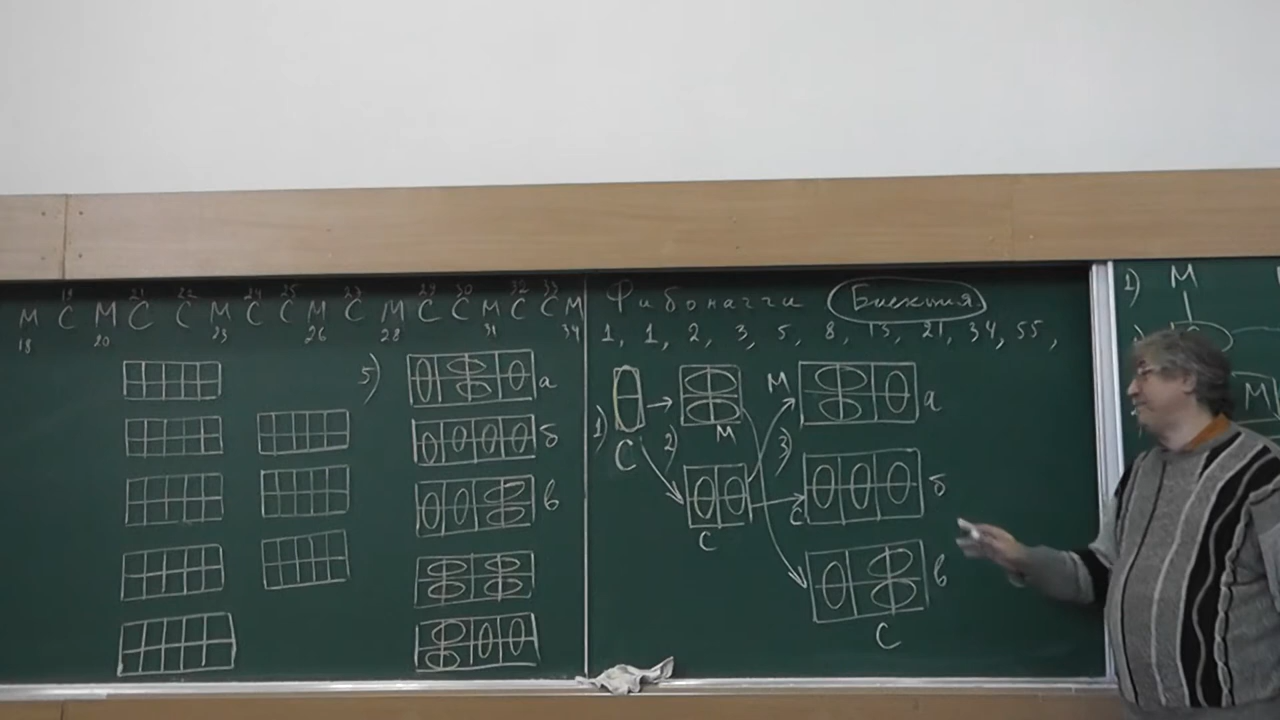 19 21 22 24 25 27 29 30 32 33
М С М С С М С С М С М С С М С С М
18 20 23 26 28 31 34
Фибоначчи Биекция
1, 1, 2, 3, 5, 8, 13, 21, 34, 55,
1) М
5) а
М а
1) 2) М 3)
С
б
б
М
в
С
С
в
С